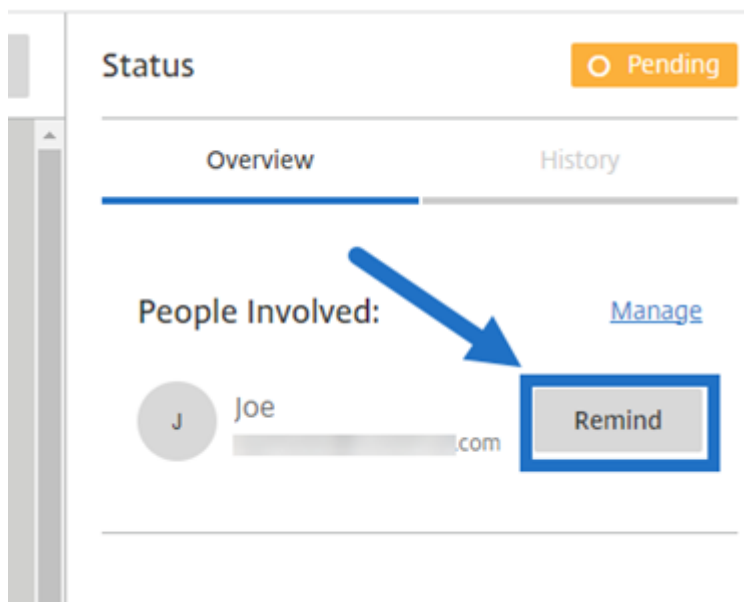 Status
Pending
Overview
History
People Involved:
Manage
J
Joe
.com
Remind